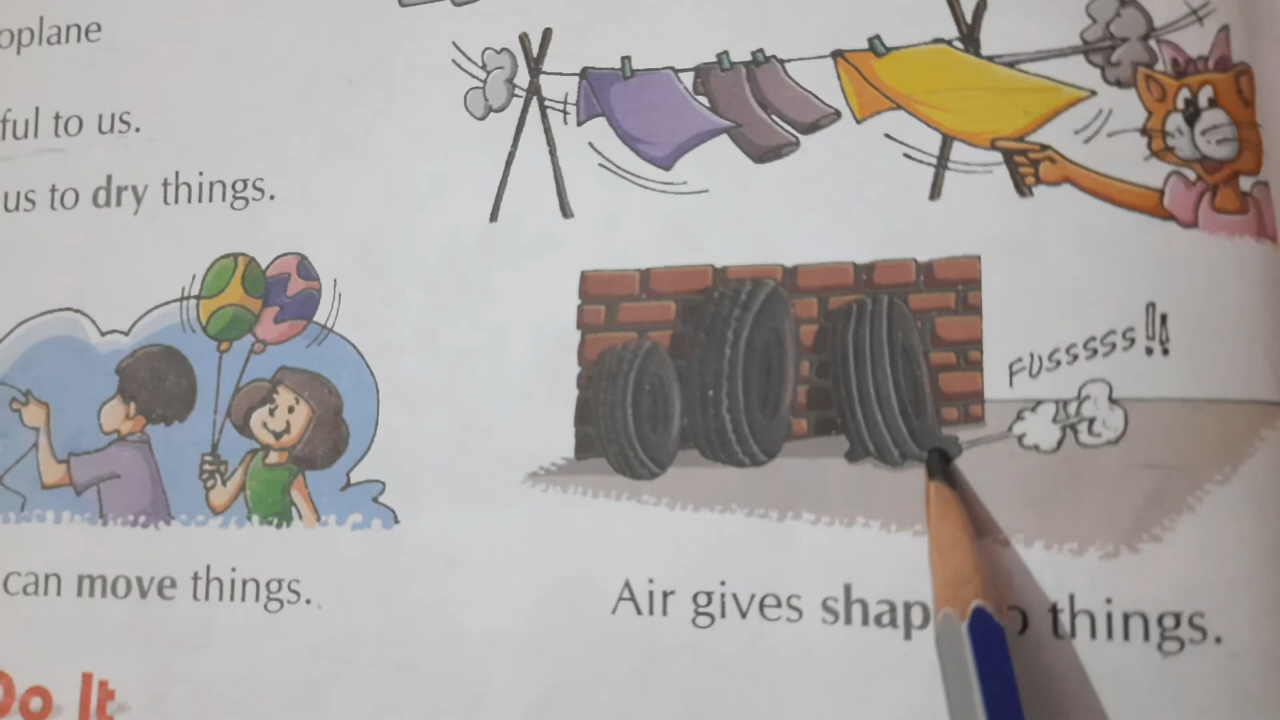 oplane
ful to us.
us to dry things.
FUSSSSS!!
can move things.
Air gives shap o things.
Do It